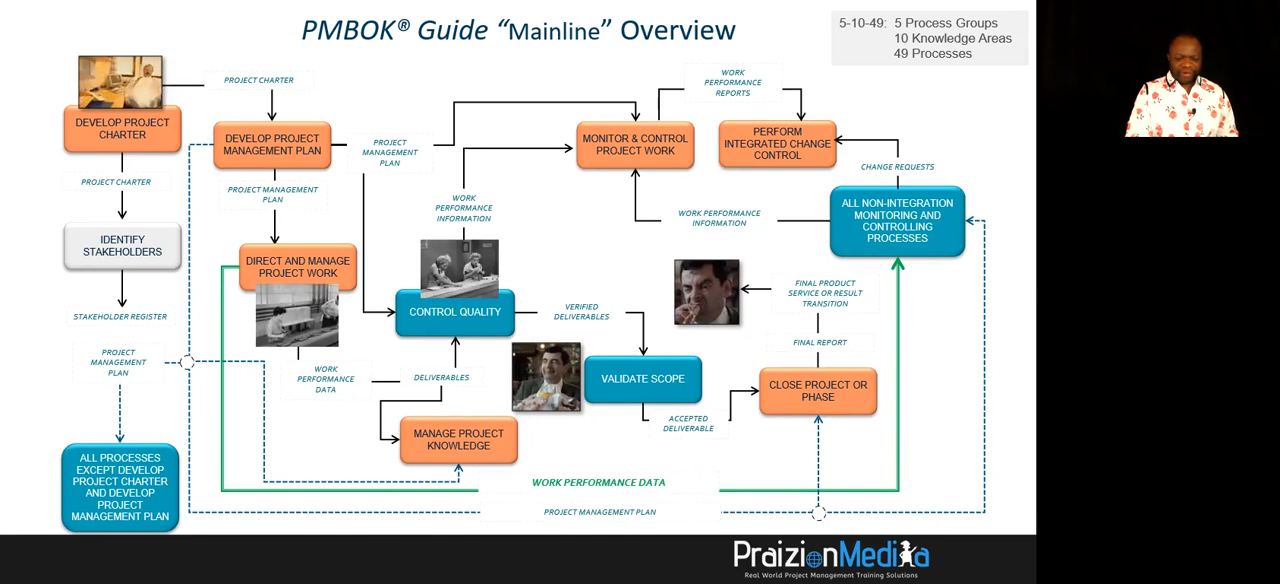 PMBOK® Guide “Mainline” Overview
5-10-49: 5 Process Groups
10 Knowledge Areas
49 Processes
DEVELOP PROJECT
CHARTER
PROJECT CHARTER
PROJECT CHARTER
IDENTIFY
STAKEHOLDERS
STAKEHOLDER REGISTER
PROJECT
MANAGEMENT
PLAN
ALL PROCESSES
EXCEPT DEVELOP
PROJECT CHARTER
AND DEVELOP
PROJECT
MANAGEMENT PLAN
DEVELOP PROJECT
MANAGEMENT PLAN
PROJECT MANAGEMENT
PLAN
DIRECT AND MANAGE
PROJECT WORK
WORK
PERFORMANCE
DATA
PROJECT
MANAGEMENT
PLAN
WORK
PERFORMANCE
INFORMATION
CONTROL QUALITY
DELIVERABLES
MANAGE PROJECT
KNOWLEDGE
VERIFIED
DELIVERABLES
VALIDATE SCOPE
ACCEPTED
DELIVERABLE
MONITOR & CONTROL
PROJECT WORK
WORK
PERFORMANCE
REPORTS
PERFORM
INTEGRATED CHANGE
CONTROL
CHANGE REQUESTS
ALL NON-INTEGRATION
MONITORING AND
CONTROLLING
PROCESSES
WORK PERFORMANCE
INFORMATION
FINAL PRODUCT
SERVICE OR RESULT
TRANSITION
FINAL REPORT
CLOSE PROJECT OR
PHASE
WORK PERFORMANCE DATA
PROJECT MANAGEMENT PLAN
PraizionMedia
Real World Project Management Training Solutions